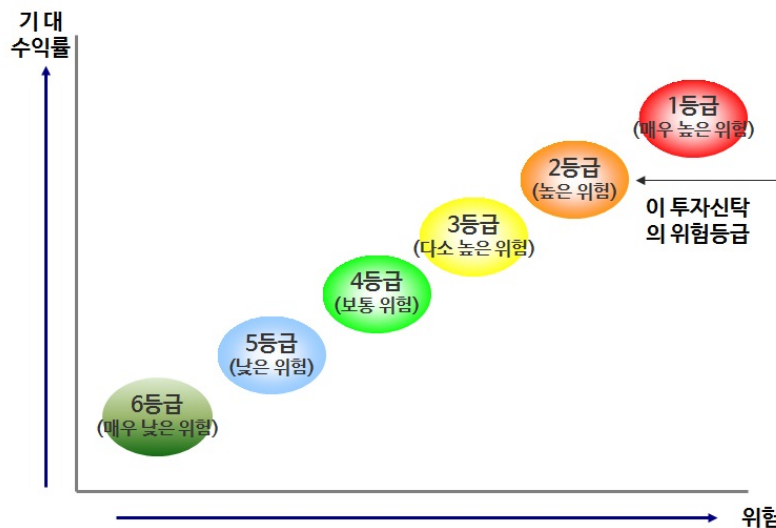 기 대
수익률
1등급
(매우 높은 위험)
2등급
(높은 위험)
이 투자신탁
의 위험등급
3등급
(다소 높은 위험)
4등급
(보통 위험)
5등급
(낮은 위험)
6등급
(매우 낮은 위험)
위험